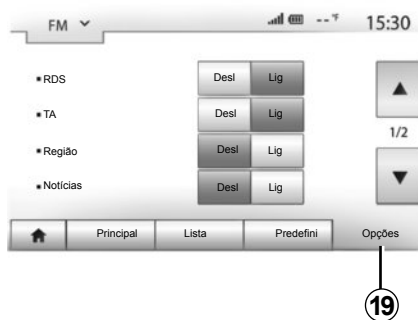 FM -- °F 15:30
RDS Desl Lig
TA Desl Lig
1/2
Região Desl Lig
Notícias Desl Lig
Principal Lista Predefini Opções
19